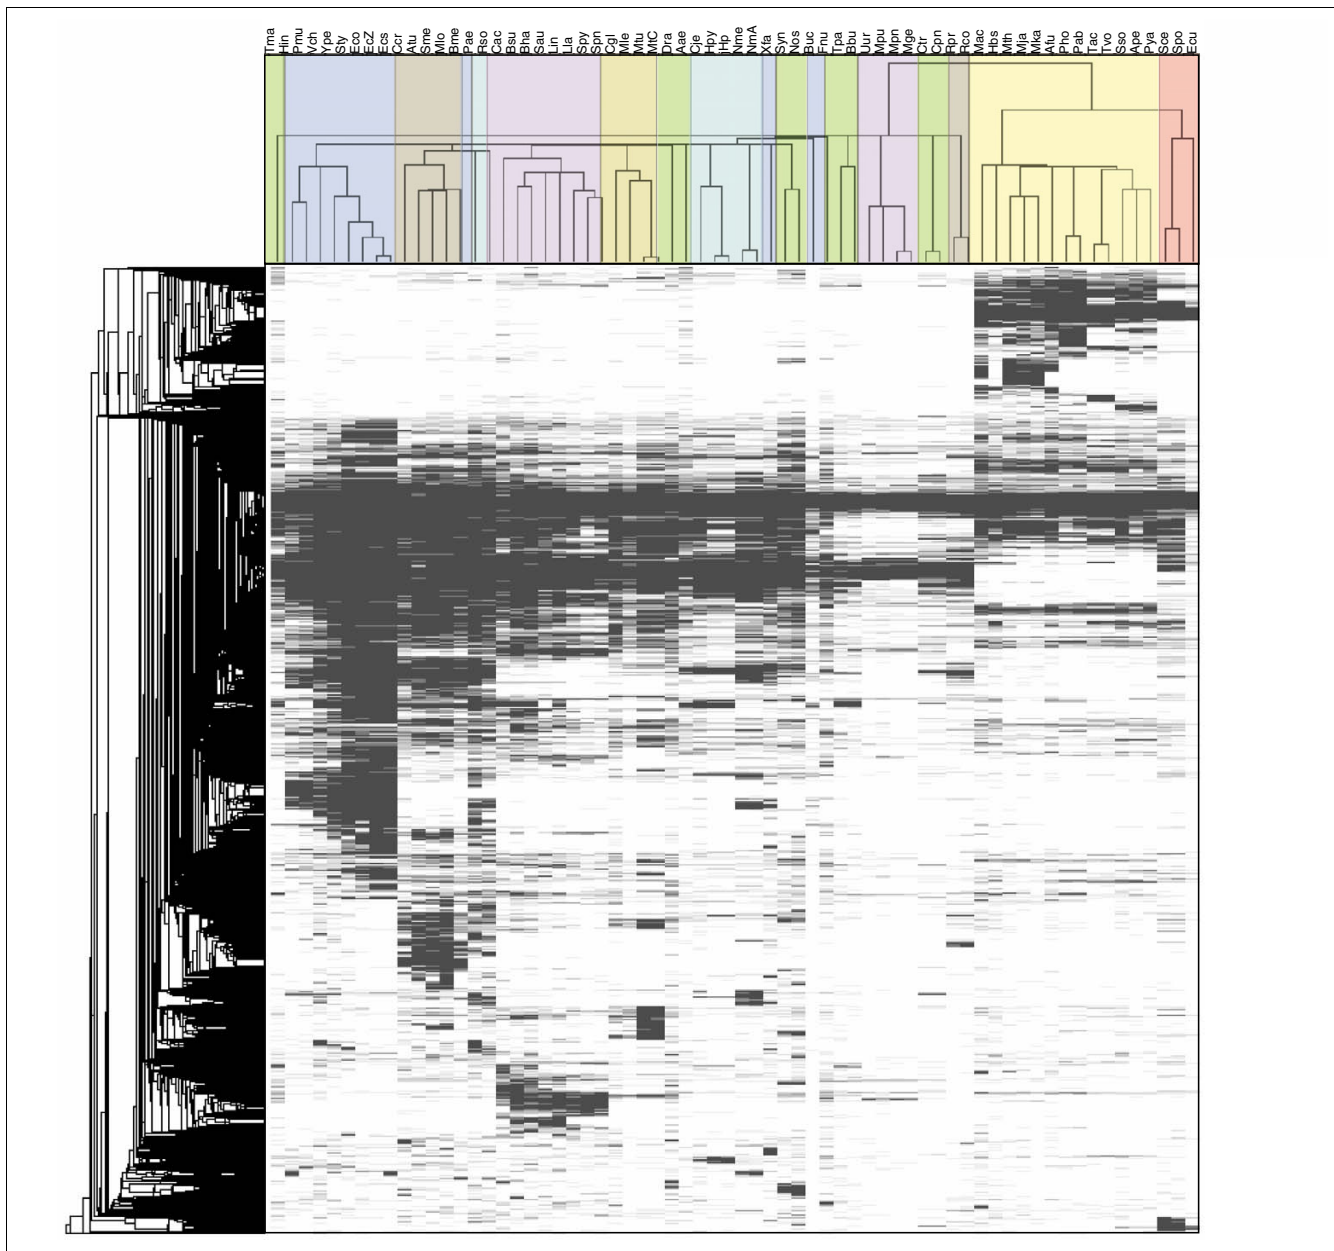 Tma Hin Pmu Vch Ype Sty Eco EcZ Ecs Ccr Atu Sme Mlo Bme Pae Rso Cac Bsu Bha Sau Lin Lla Spy Spn Cgl Mle Mtu MtC Dra Aae Cje Hpy jHp Nme NmA Xfa Syn Nos Buc Fnu Tpa Bbu Uur Mpu Mpn Mge Ctr Cpn Rpr Rco Mac Hbs Mth Mja Mka Afu Pho Pab Tac Tvo Sso Ape Pya Sce Spo Ecu